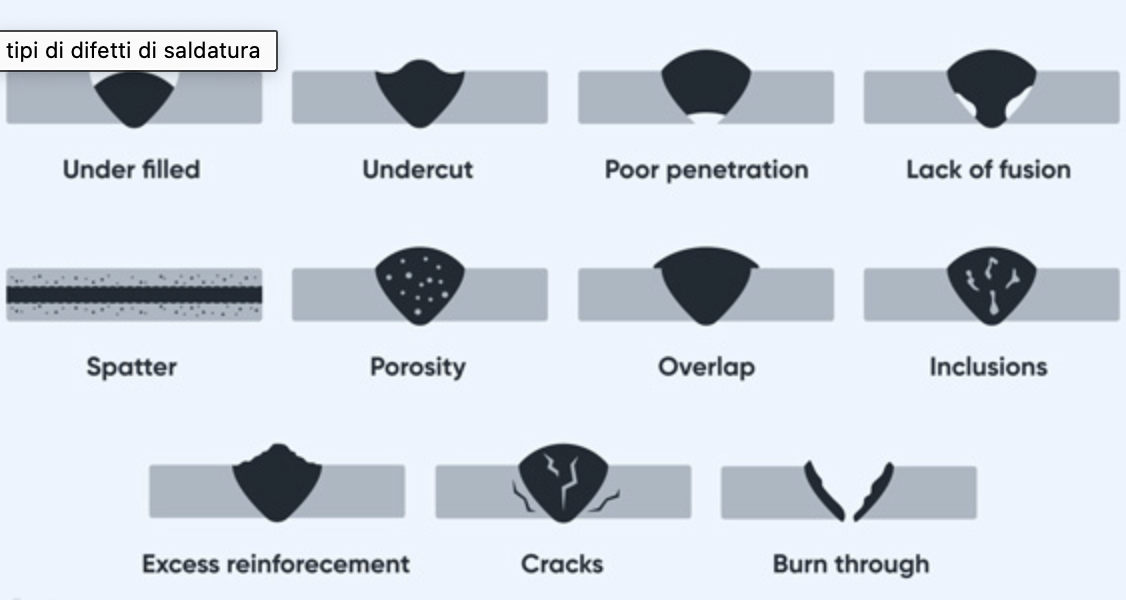 tipi di difetti di saldatura
Under filled
Undercut
Poor penetration
Lack of fusion
Spatter
Porosity
Overlap
Inclusions
Excess reinforecement
Cracks
Burn through